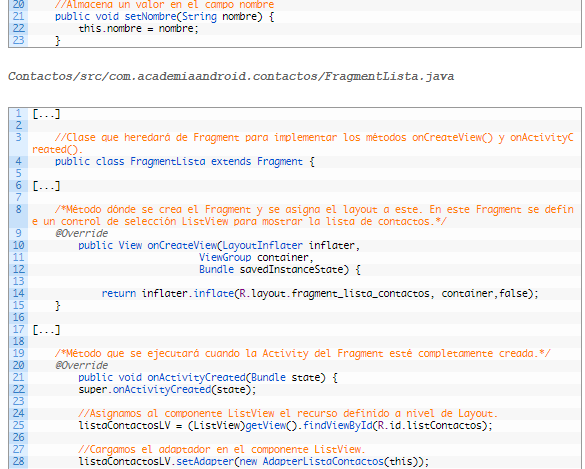 20 //Almacena un valor en el campo nombre
21 public void setNombre(String nombre) {
22 this.nombre = nombre;
23 }
Contactos/src/com.academiaandroid.contactos/FragmentLista.java
1 [...]
2
3 //Clase que heredará de Fragment para implementar los métodos onCreateView() y onActivityC
reated().
4 public class FragmentLista extends Fragment {
5
6 [...]
7
8 /*Método dónde se crea el Fragment y se asigna el layout a este. En este Fragment se defin
e un control de selección ListView para mostrar la lista de contactos.*/
9 @Override
10 public View onCreateView(LayoutInflater inflater,
11 ViewGroup container,
12 Bundle savedInstanceState) {
13
14 return inflater.inflate(R.layout.fragment_lista_contactos, container,false);
15 }
16
17 [...]
18
19 /*Método que se ejecutará cuando la Activity del Fragment esté completamente creada.*/
20 @Override
21 public void onActivityCreated(Bundle state) {
22 super.onActivityCreated(state);
23
24 //Asignamos al componente ListView el recurso definido a nivel de Layout.
25 listaContactosLV = (ListView)getView().findViewById(R.id.listContactos);
26
27 //Cargamos el adaptador en el componente ListView.
28 listaContactosLV.setAdapter(new AdapterListaContactos(this));